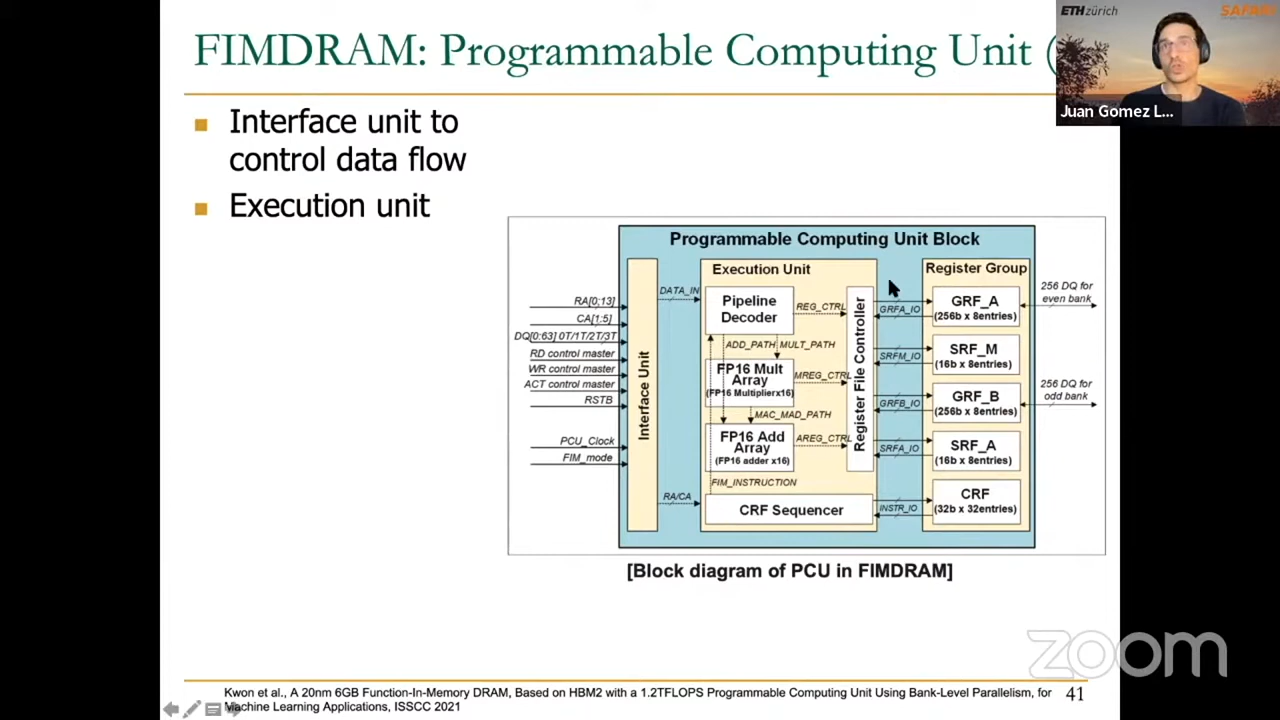 FIMDRAM: Programmable Computing Unit (
ETH zürich
SAFARI
Juan Gomez L...
Interface unit to
control data flow
Execution unit
Programmable Computing Unit Block
Execution Unit
Register Group
Interface Unit
RA[0;13]
CA[1:5]
DQ[0:63] 0T/1T/2T/3T
RD control master
WR control master
ACT control master
RSTB
PCU_Clock
FIM_mode
DATA_IN
RA/CA
Pipeline
Decoder
ADD_PATH
MULT_PATH
FP16 Mult
Array
(FP16 Multiplierx16)
MAC_MAD_PATH
FP16 Add
Array
(FP16 adder x16)
FIM_INSTRUCTION
CRF Sequencer
REG_CTRL
MREG_CTRL
AREG_CTRL
Register File Controller
GRFA_IO
SRFM_IO
GRFB_IO
SRFA_IO
INSTR_IO
GRF_A
(256b x 8entries)
SRF_M
(16b x 8entries)
GRF_B
(256b x 8entries)
SRF_A
(16b x 8entries)
CRF
(32b x 32entries)
256 DQ for
even bank
256 DQ for
odd bank
[Block diagram of PCU in FIMDRAM]
zoom
Kwon et al., A 20nm 6GB Function-In-Memory DRAM, Based on HBM2 with a 1.2TFLOPS Programmable Computing Unit Using Bank-Level Parallelism, for
Machine Learning Applications, ISSCC 2021
41